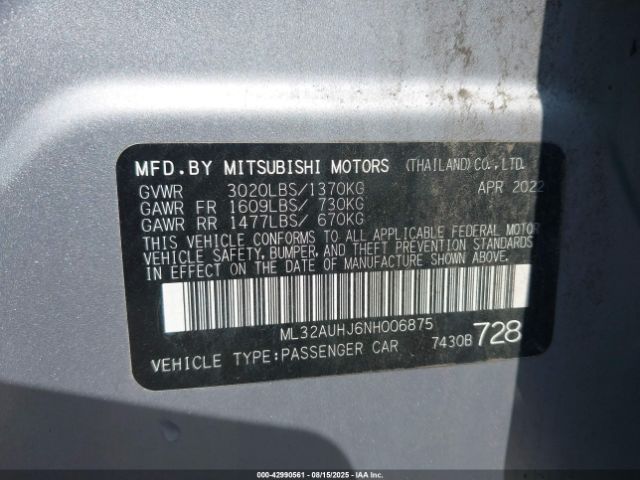 MFD.BY MITSUBISHI MOTORS (THAILAND) CO., LTD.
GVWR 3020LBS/1370KG APR 2022
GAWR FR 1609LBS/ 730KG
GAWR RR 1477LBS/ 670KG
THIS VEHICLE CONFORMS TO ALL APPLICABLE FEDERAL MOTOR
VEHICLE SAFETY, BUMPER, AND THEFT PREVENTION STANDARDS
IN EFFECT ON THE DATE OF MANUFACTURE SHOWN ABOVE.
ML32AUHJ6NH006875
VEHICLE TYPE:PASSENGER CAR 7430B 728
000-42990561 - 08/15/2025 - IAA Inc.